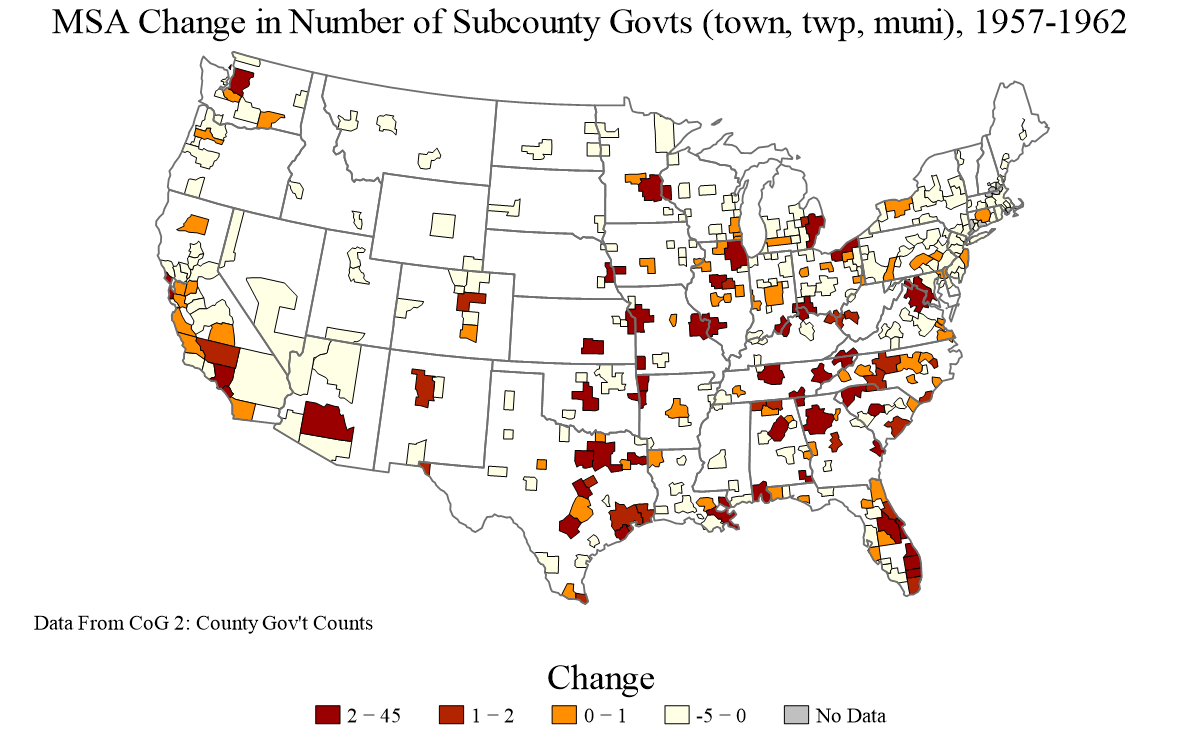 MSA Change in Number of Subcounty Govts (town, twp, muni), 1957-1962
Data From CoG 2: County Gov't Counts
Change
2 − 45
1 − 2
0 − 1
-5 − 0
No Data